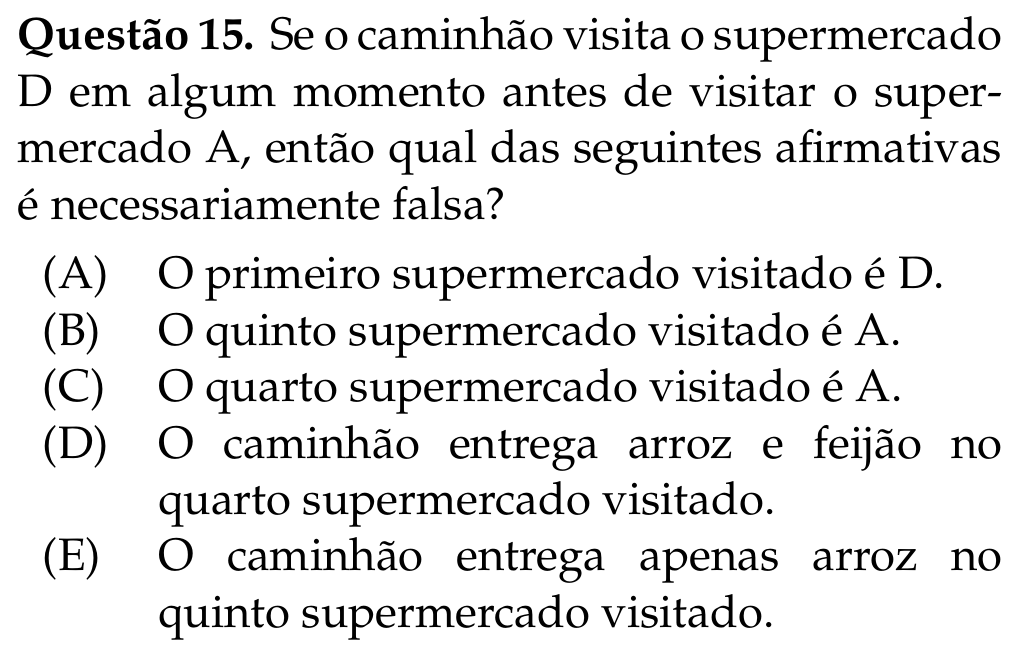 Questão 15. Se o caminhão visita o supermercado
D em algum momento antes de visitar o super-
mercado A, então qual das seguintes afirmativas
é necessariamente falsa?
(A) O primeiro supermercado visitado é D.
(B) O quinto supermercado visitado é A.
(C) O quarto supermercado visitado é A.
(D) O caminhão entrega arroz e feijão no
quarto supermercado visitado.
(E) O caminhão entrega apenas arroz no
quinto supermercado visitado.